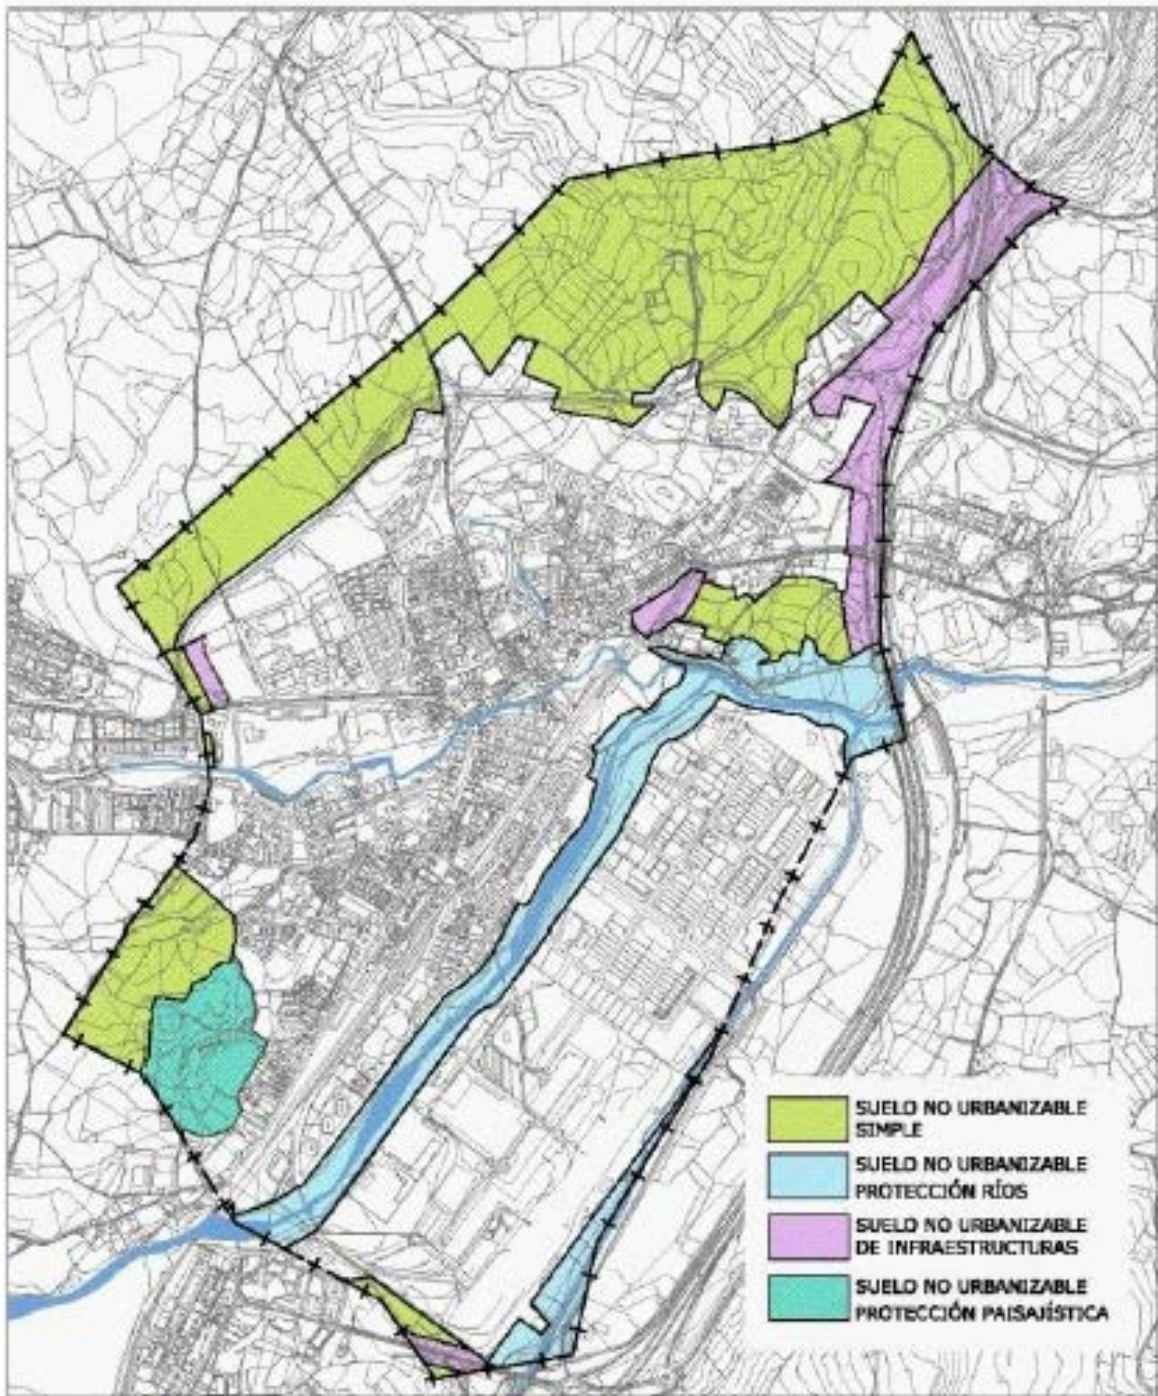 SUELO NO URBANIZABLE
SIMPLE
SUELO NO URBANIZABLE
PROTECCIÓN RÍOS
SUELO NO URBANIZABLE
DE INFRAESTRUCTURAS
SUELO NO URBANIZABLE
PROTECCIÓN PAISAJÍSTICA